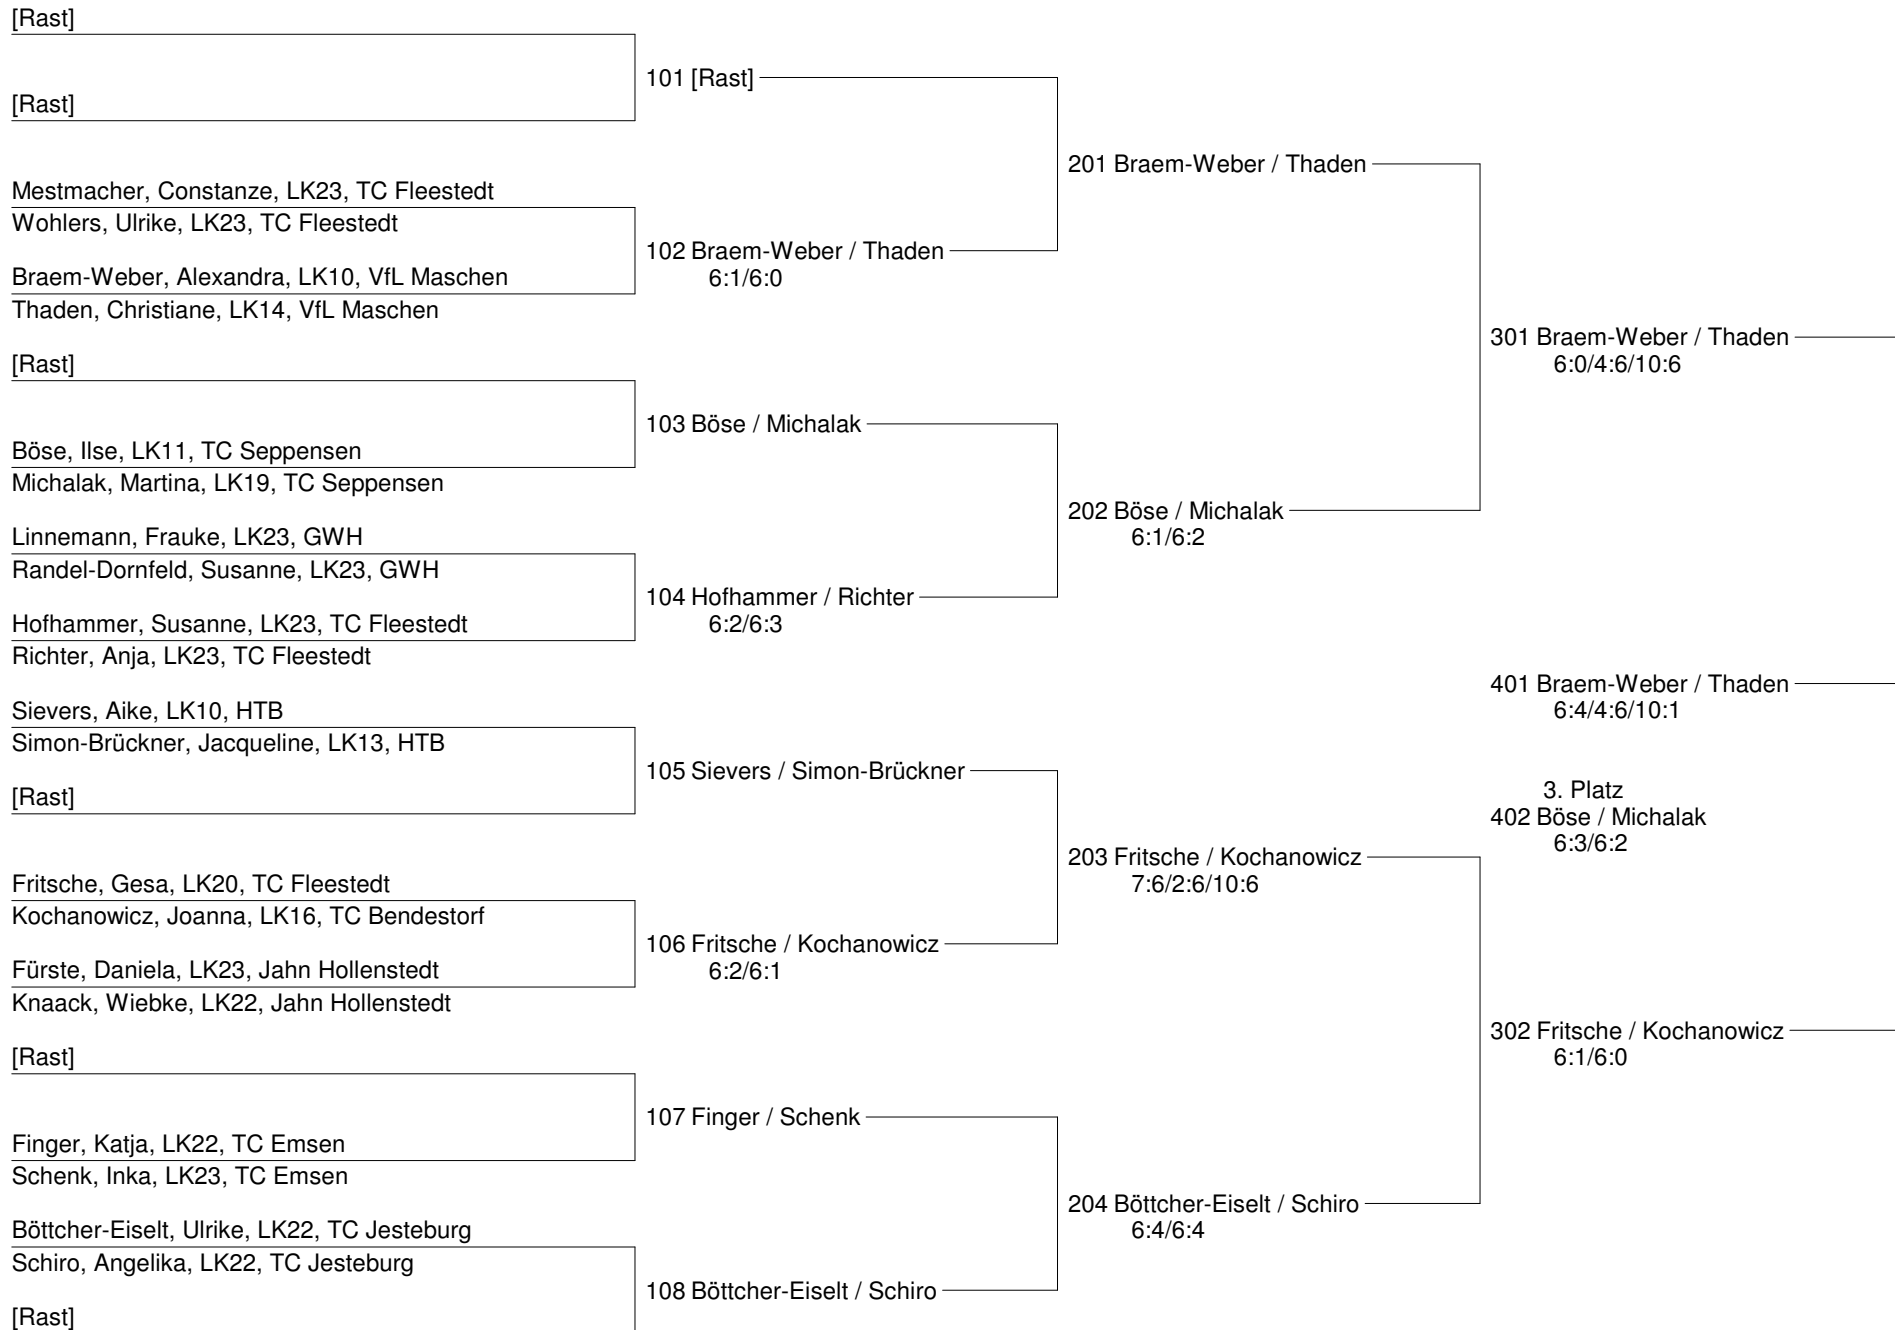 [Rast]
[Rast]
Mestmacher, Constanze, LK23, TC Fleestedt
Wohlers, Ulrike, LK23, TC Fleestedt
Braem-Weber, Alexandra, LK10, VfL Maschen
Thaden, Christiane, LK14, VfL Maschen
[Rast]
Böse, Ilse, LK11, TC Seppensen
Michalak, Martina, LK19, TC Seppensen
Linnemann, Frauke, LK23, GWH
Randel-Dornfeld, Susanne, LK23, GWH
Hofhammer, Susanne, LK23, TC Fleestedt
Richter, Anja, LK23, TC Fleestedt
Sievers, Aike, LK10, HTB
Simon-Brückner, Jacqueline, LK13, HTB
[Rast]
Fritsche, Gesa, LK20, TC Fleestedt
Kochanowicz, Joanna, LK16, TC Bendestorf
Fürste, Daniela, LK23, Jahn Hollenstedt
Knaack, Wiebke, LK22, Jahn Hollenstedt
[Rast]
Finger, Katja, LK22, TC Emsen
Schenk, Inka, LK23, TC Emsen
Böttcher-Eiselt, Ulrike, LK22, TC Jesteburg
Schiro, Angelika, LK22, TC Jesteburg
[Rast]
101 [Rast]
102 Braem-Weber / Thaden
6:1/6:0
103 Böse / Michalak
104 Hofhammer / Richter
6:2/6:3
105 Sievers / Simon-Brückner
106 Fritsche / Kochanowicz
6:2/6:1
107 Finger / Schenk
108 Böttcher-Eiselt / Schiro
201 Braem-Weber / Thaden
202 Böse / Michalak
6:1/6:2
203 Fritsche / Kochanowicz
7:6/2:6/10:6
204 Böttcher-Eiselt / Schiro
6:4/6:4
301 Braem-Weber / Thaden
6:0/4:6/10:6
401 Braem-Weber / Thaden
6:4/4:6/10:1
3. Platz
402 Böse / Michalak
6:3/6:2
302 Fritsche / Kochanowicz
6:1/6:0